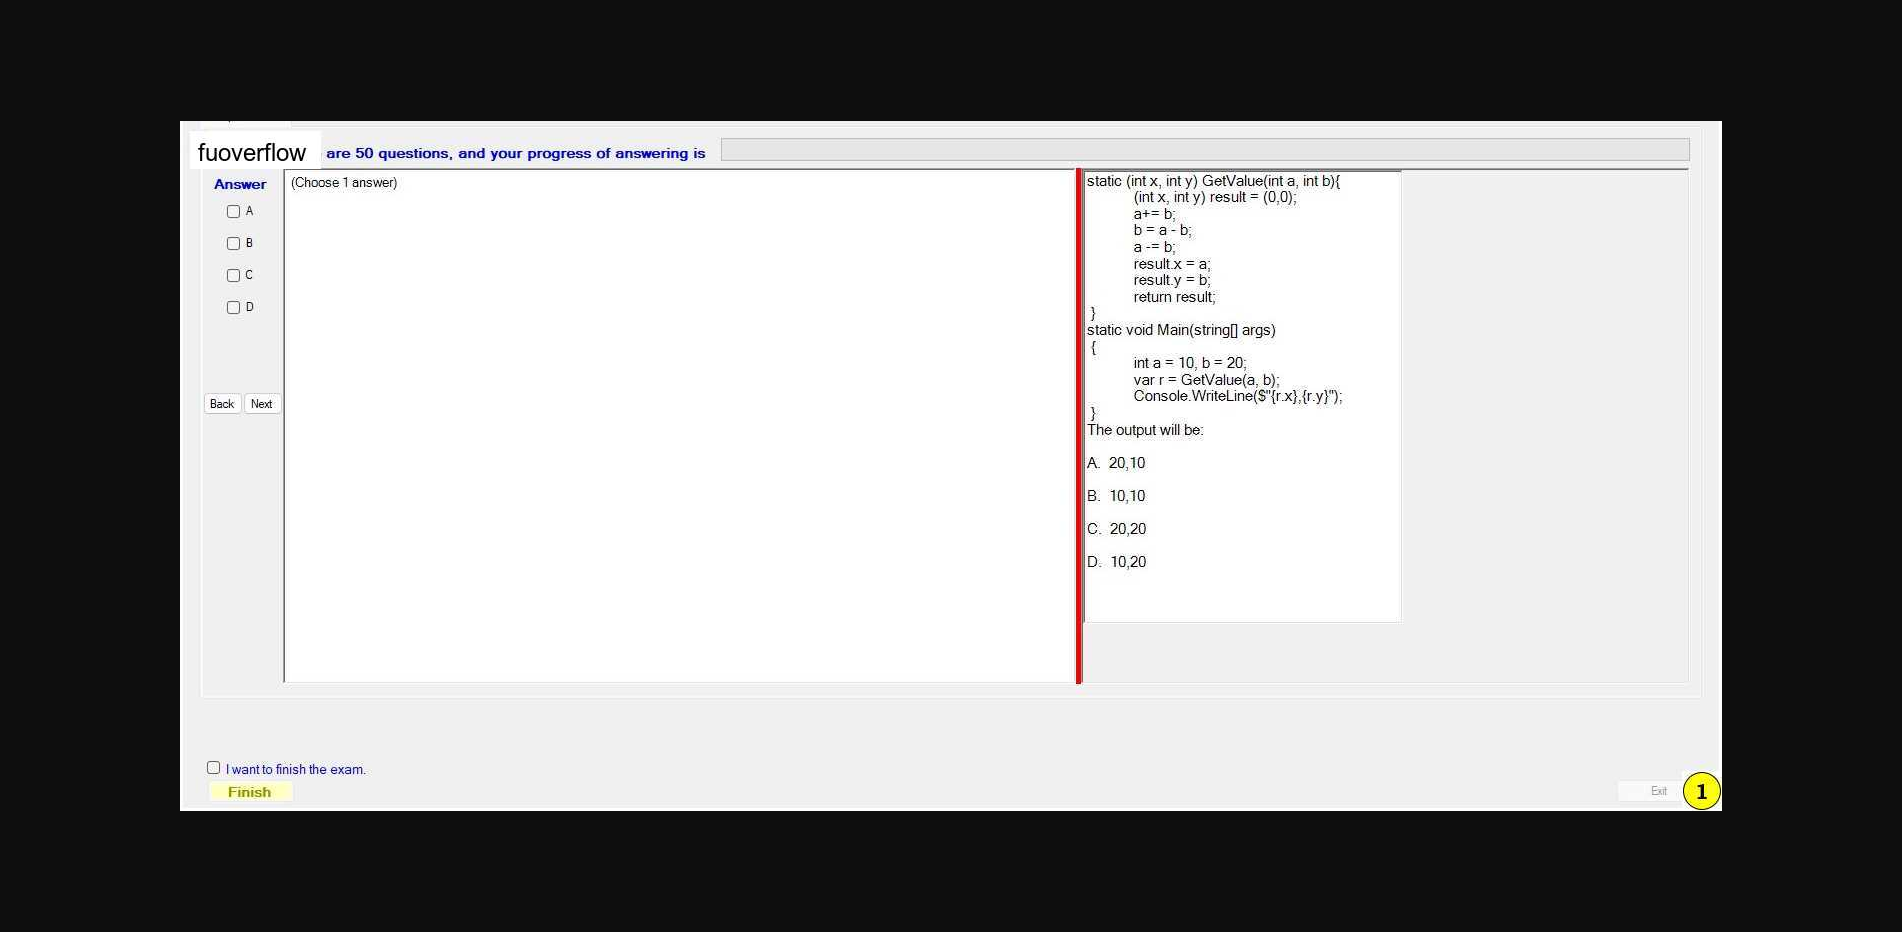 fuoverflow are 50 questions, and your progress of answering is
Answer
A
B
C
D
Back Next
(Choose 1 answer)
static (int x, int y) GetValue(int a, int b){
(int x, int y) result = (0,0);
a+= b;
b = a - b;
a -= b;
result.x = a;
result.y = b;
return result;
}
static void Main(string[] args)
{
int a = 10, b = 20;
var r = GetValue(a, b);
Console.WriteLine($"{r.x},{r.y}");
}
The output will be:
A. 20,10
B. 10,10
C. 20,20
D. 10,20
I want to finish the exam.
Finish
Exit
1